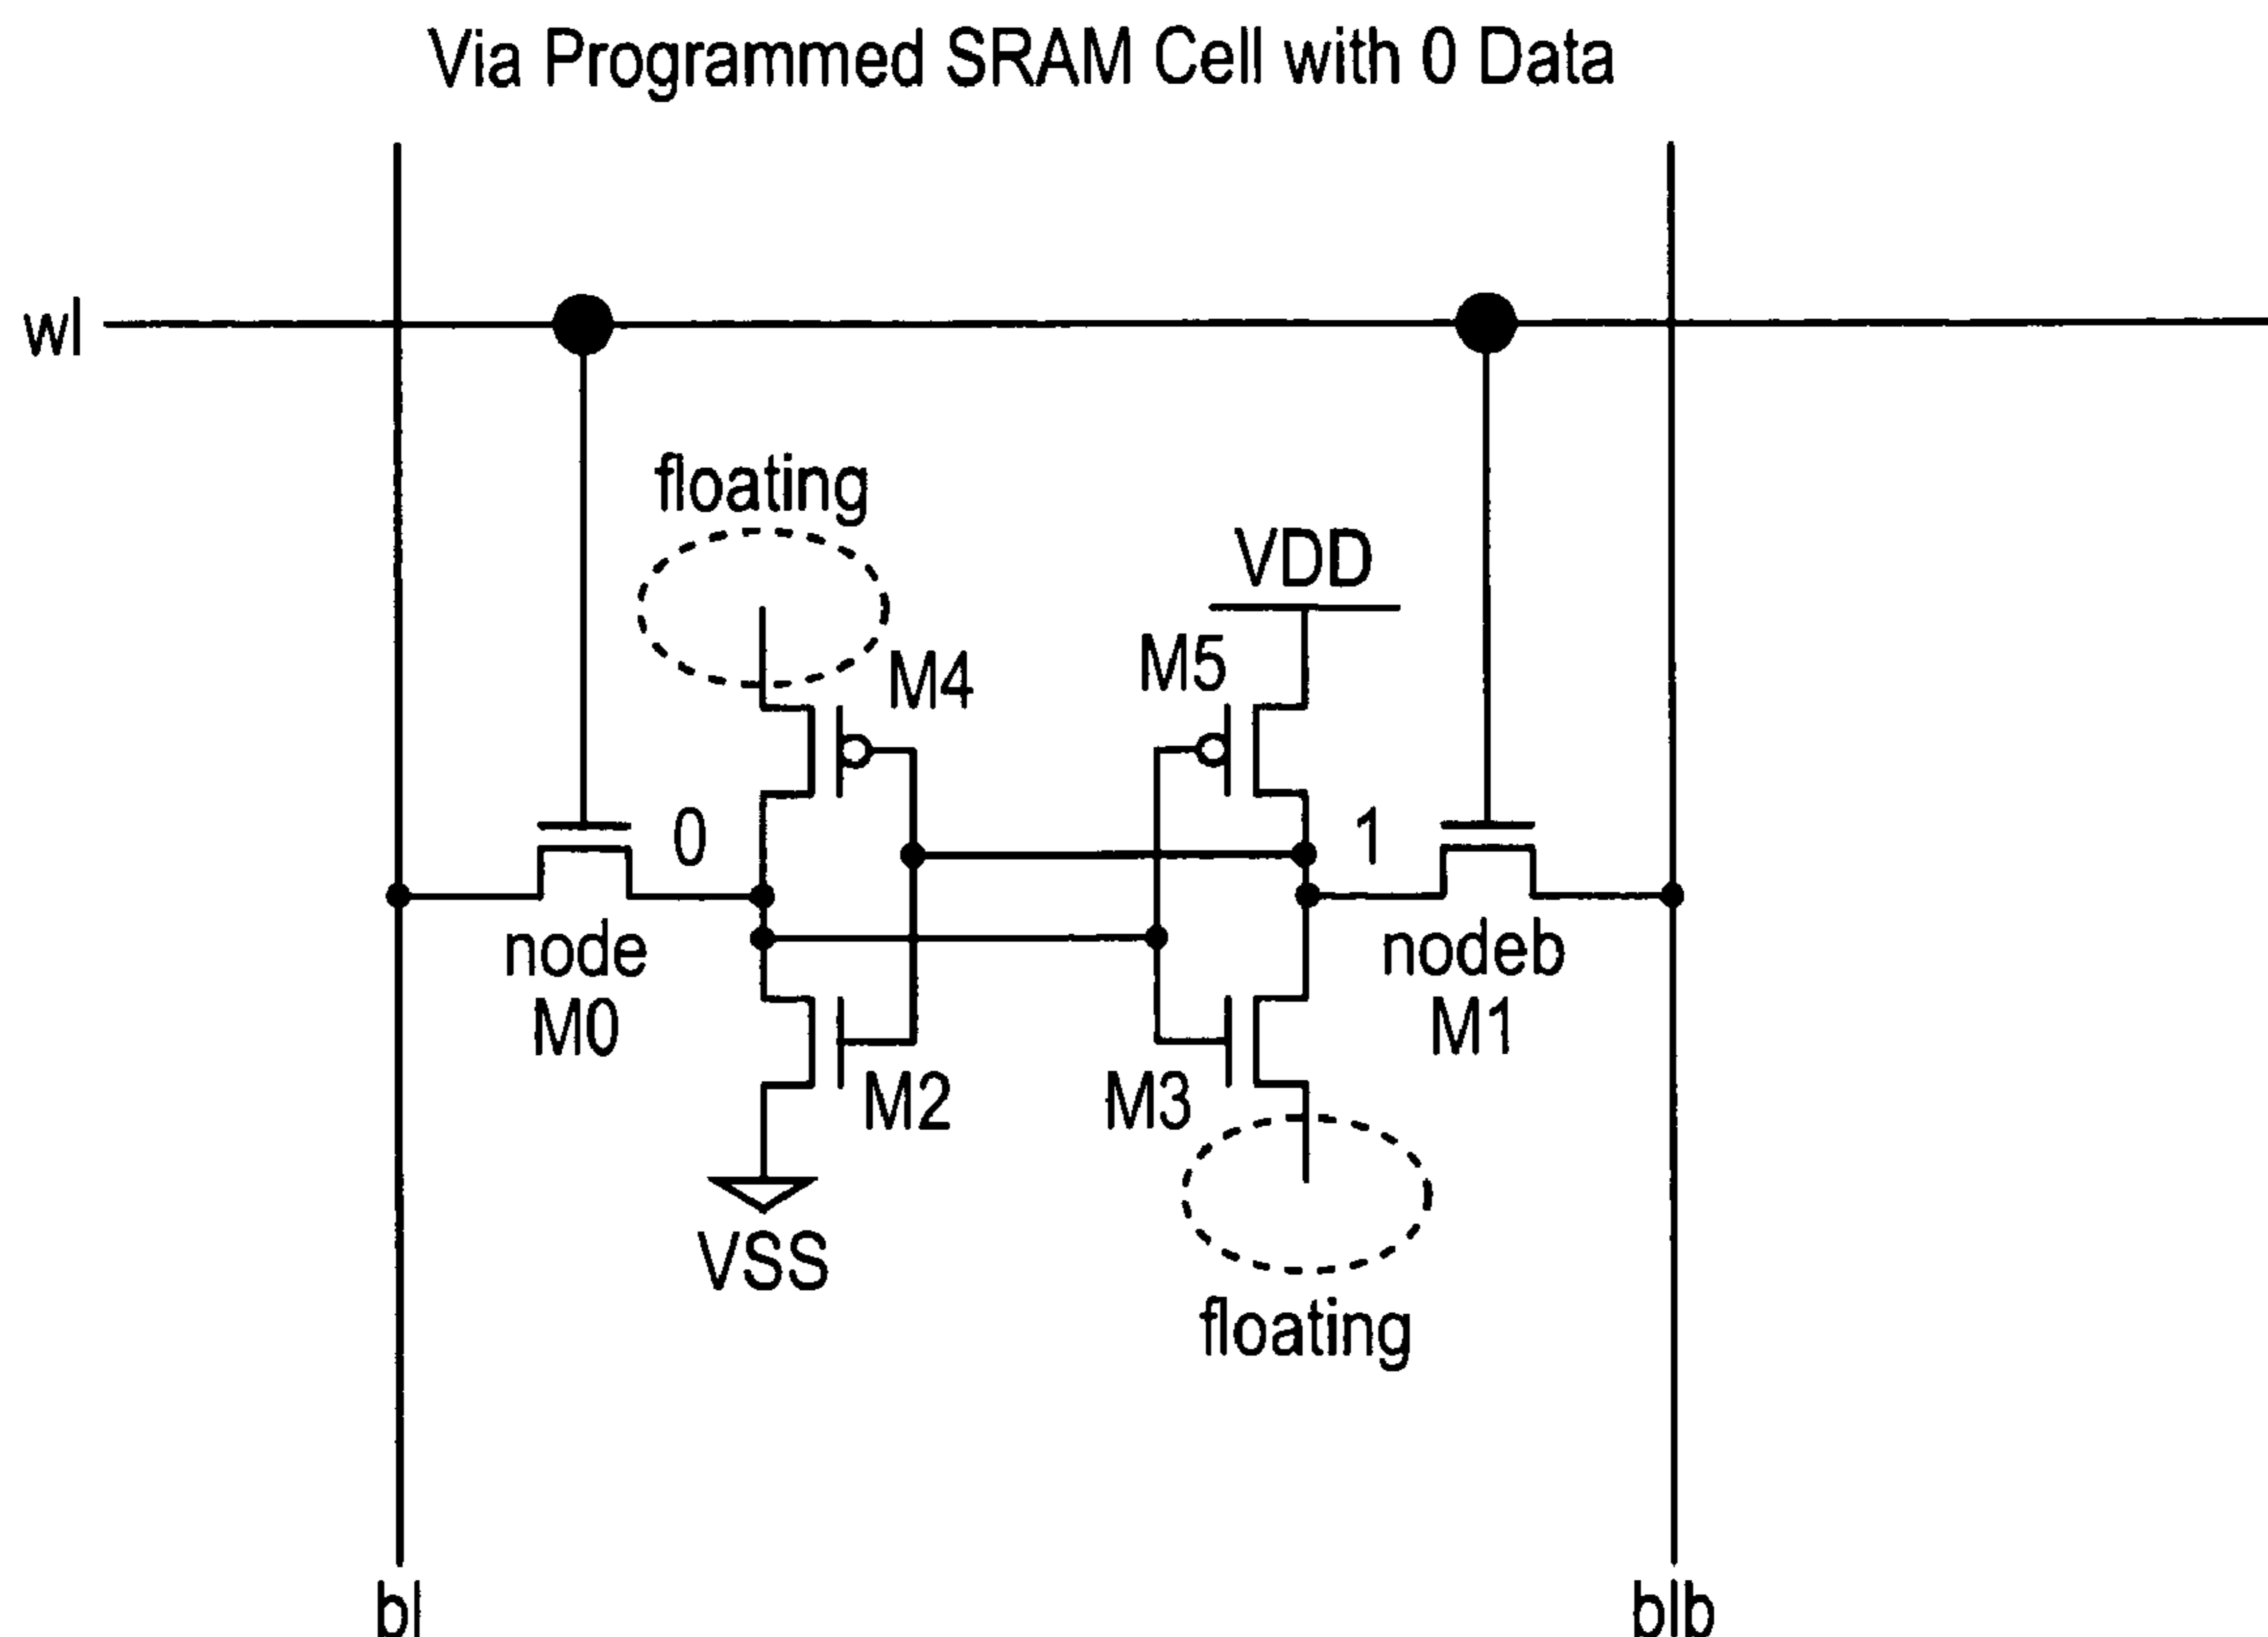 Via Programmed SRAM Cell with 0 Data
wl
floating
VDD
M4
M5
0
1
node
M0
nodeb
M1
M2
M3
VSS
floating
bl
blb